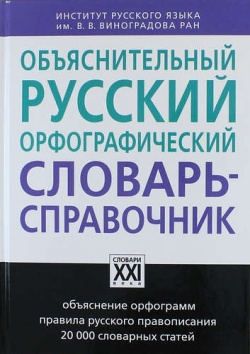 ИНСТИТУТ РУССКОГО ЯЗЫКА
им. В. В. ВИНОГРАДОВА РАН
ОБЪЯСНИТЕЛЬНЫЙ
РУССКИЙ
ОРФОГРАФИЧЕСКИЙ
СЛОВАРЬ-
СПРАВОЧНИК
СЛОВАРИ
XXI
века
объяснение орфограмм
правила русского правописания
20 000 словарных статей